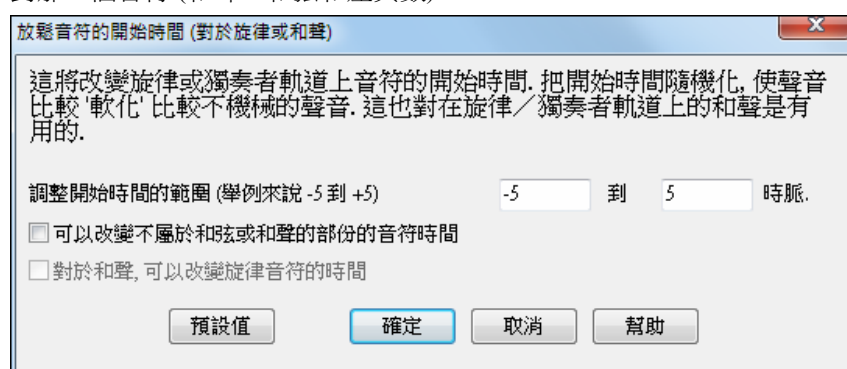 放鬆音符的開始時間 (對於旋律或和聲)
這將改變旋律或獨奏者軌道上音符的開始時間. 把開始時間隨機化, 使聲音
比較 '軟化' 比較不機械的聲音. 這也對在旋律／獨奏者軌道上的和聲是有
用的.
調整開始時間的範圍 (舉例來說 -5 到 +5) -5 到 5 時脈.
可以改變不屬於和弦或和聲的部份的音符時間
對於和聲, 可以改變旋律音符的時間
預設值 確定 取消 幫助